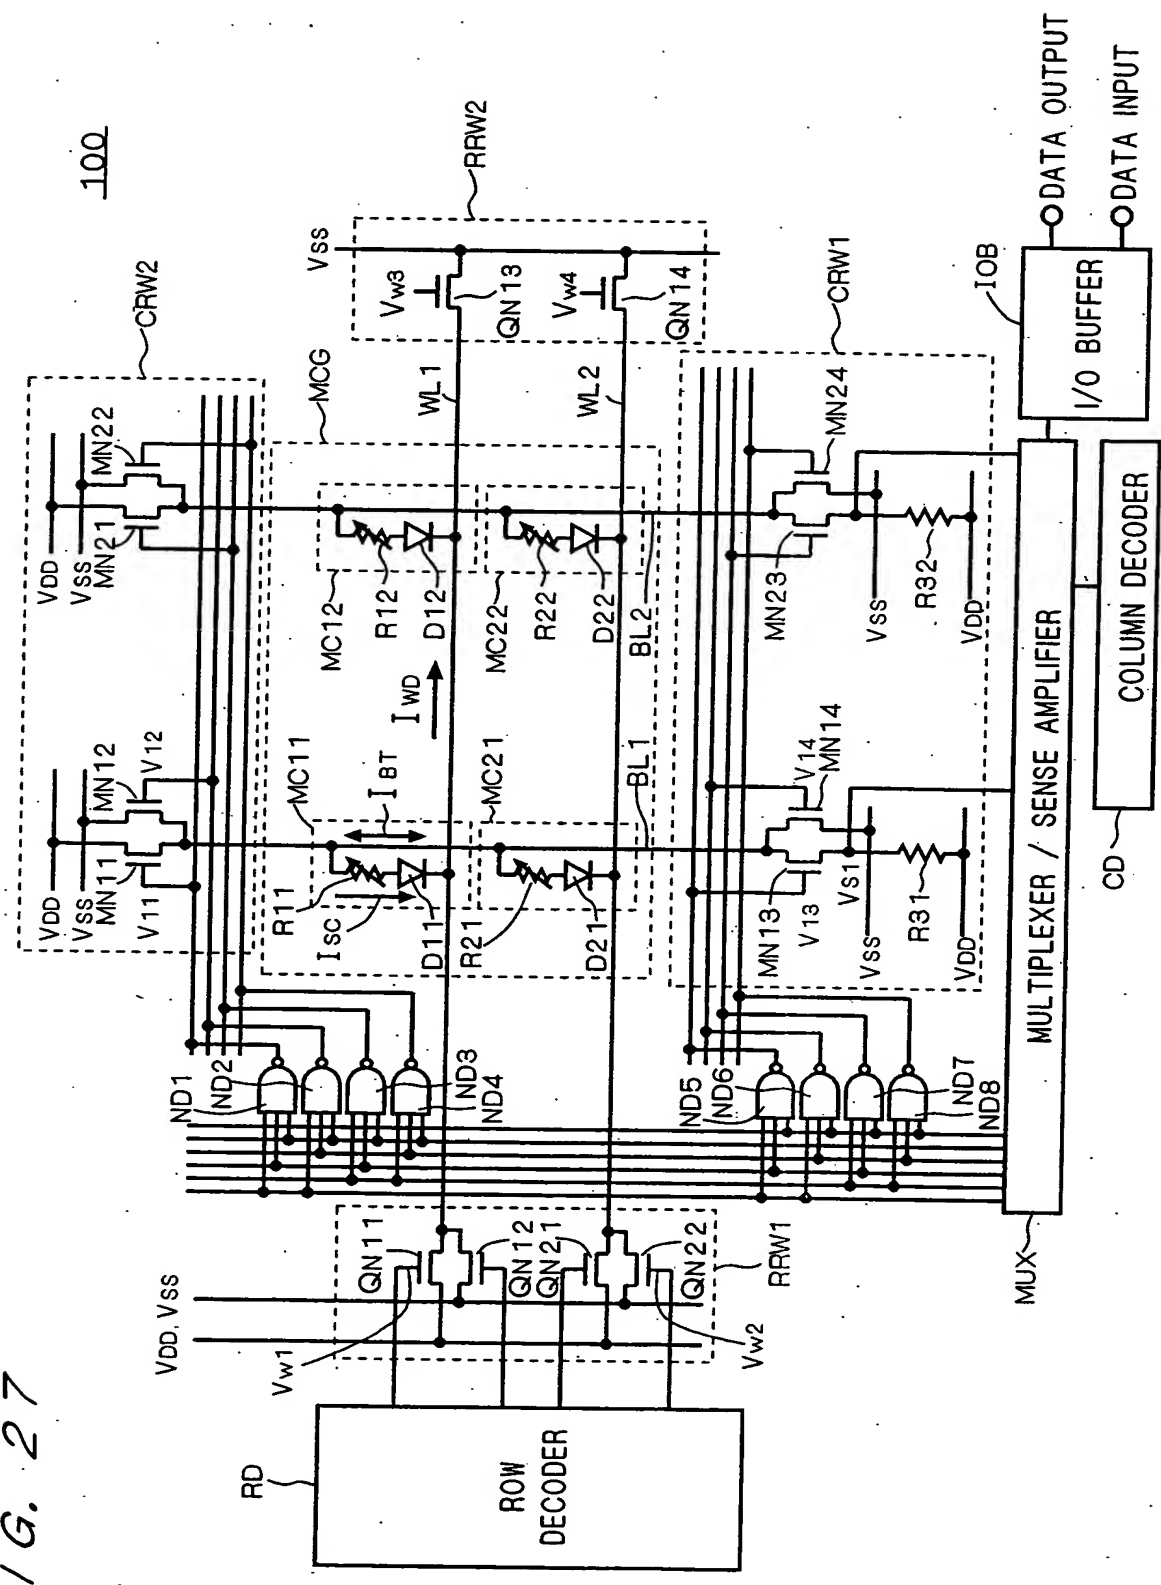 IG. 27
100
CRW2
VDD
VSS
MN11
V11
MN12
V12
VDD
VSS
MN21
MN22
ND1
ND2
ND3
ND4
MCG
MC11
R11
ISC
D11
IBT
IWD
MC12
R12
D12
WL1
VSS
VW3
QN13
RRW2
VW4
QN14
MC21
R21
D21
BL1
MC22
R22
D22
BL2
WL2
RD
ROW
DECODER
VDD, VSS
VW1
QN11
QN12
QN21
QN22
VW2
RRW1
ND5
ND6
ND7
ND8
CRW1
MN13
V13
V14
MN14
VS1
VSS
R31
VDD
MN23
MN24
VSS
R32
VDD
MUX
MULTIPLEXER / SENSE AMPLIFIER
CD
COLUMN DECODER
IOB
I/O BUFFER
DATA OUTPUT
DATA INPUT